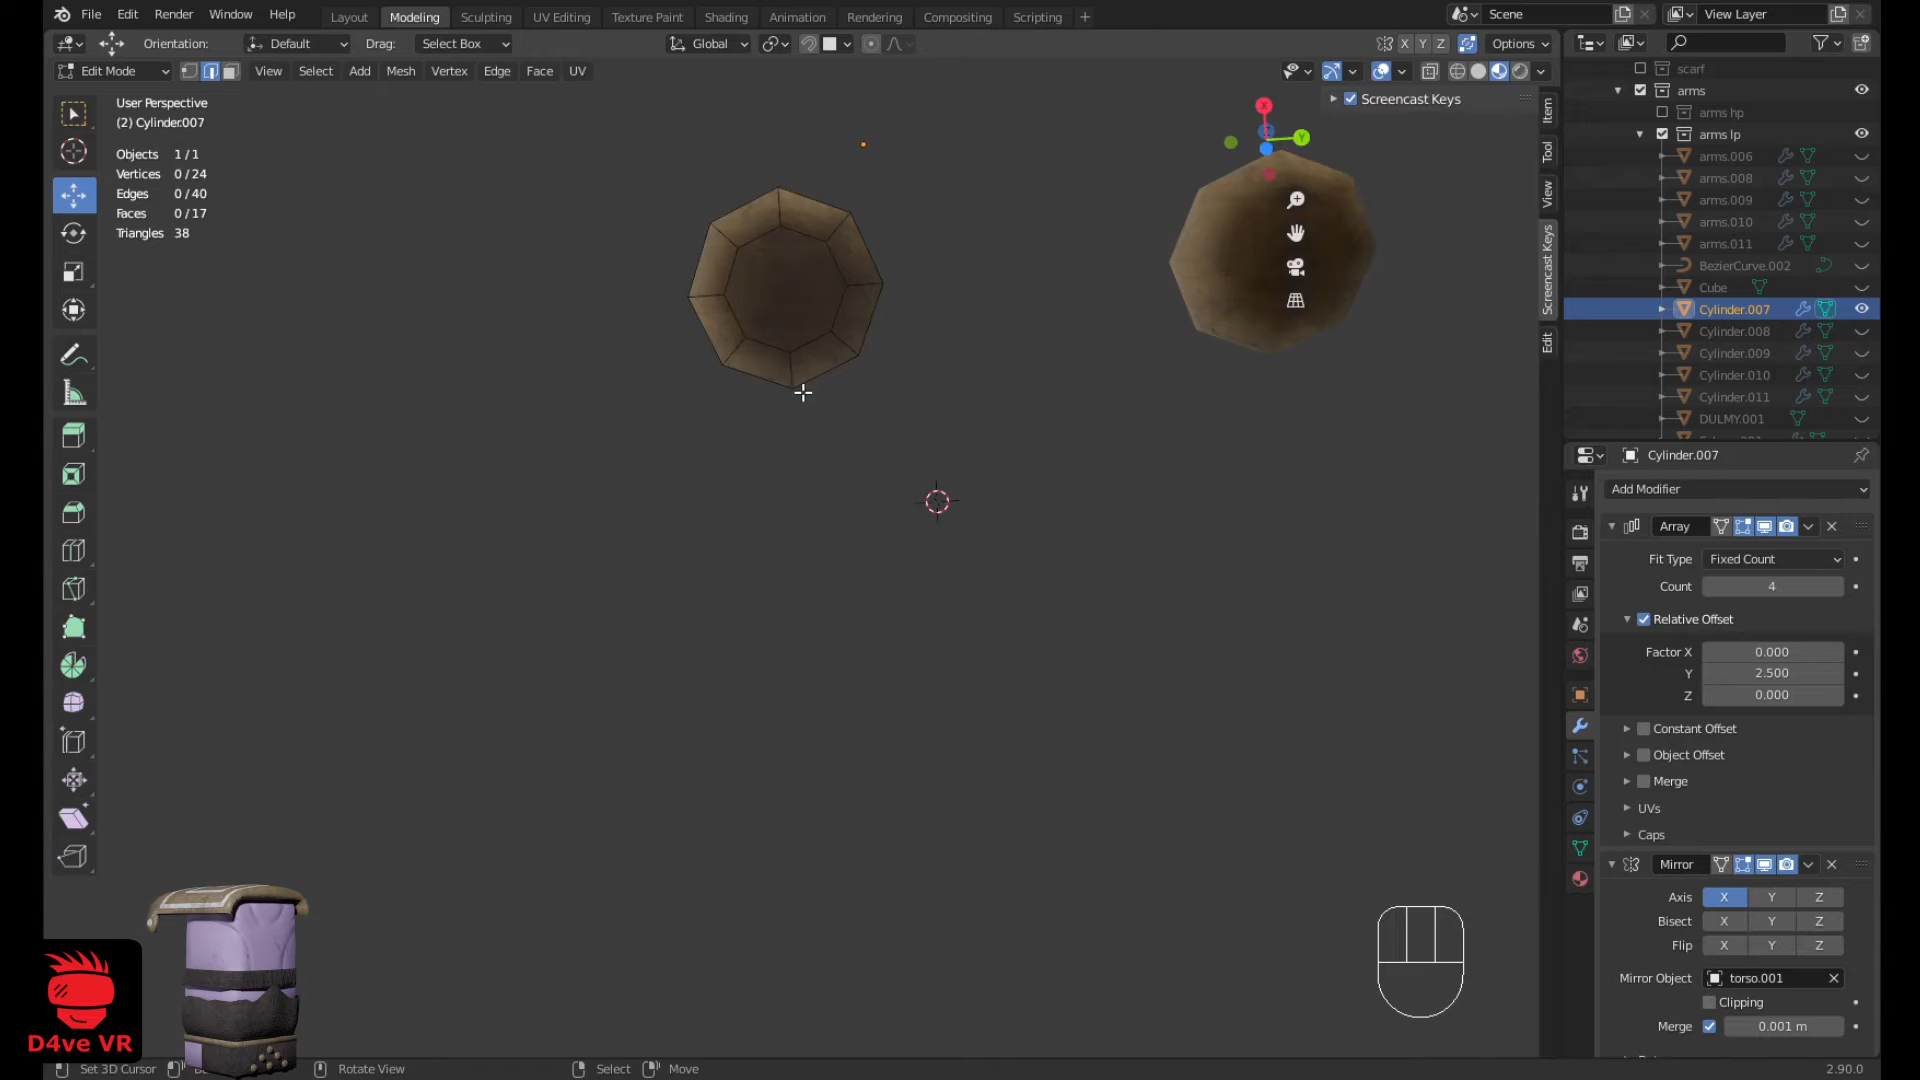 File Edit Render Window Help Layout Modeling Sculpting UV Editing Texture Paint Shading Animation Rendering Compositing Scripting + Scene View Layer
Orientation: Default Drag: Select Box Global X Y Z Options
Edit Mode View Select Add Mesh Vertex Edge Face UV
User Perspective
(2) Cylinder.007
Objects 1/1
Vertices 0/24
Edges 0/40
Faces 0/17
Triangles 38
Screencast Keys
X
Y
Item
Tool
View
Screencast Keys
Edit
scarf
arms
arms hp
arms lp
arms.006
arms.008
arms.009
arms.010
arms.011
BezierCurve.002
Cube
Cylinder.007
Cylinder.008
Cylinder.009
Cylinder.010
Cylinder.011
DULMY.001
Cylinder.007
Add Modifier
Array
Fit Type Fixed Count
Count 4
Relative Offset
Factor X 0.000
Y 2.500
Z 0.000
Constant Offset
Object Offset
Merge
UVs
Caps
Mirror
Axis X Y Z
Bisect X Y Z
Flip X Y Z
Mirror Object torso.001
Clipping
Merge 0.001 m
D4ve VR
Set 3D Cursor Rotate View Select Move 2.90.0